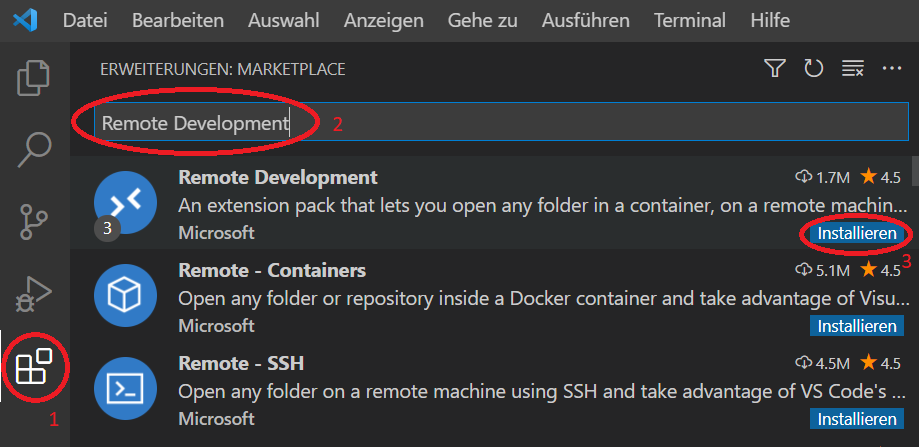 Datei Bearbeiten Auswahl Anzeigen Gehe zu Ausführen Terminal Hilfe
ERWEITERUNGEN: MARKETPLACE
Remote Development 2
Remote Development 1.7M 4.5
An extension pack that lets you open any folder in a container, on a remote machin...
3 Microsoft Installieren
3
Remote - Containers 5.1M 4.5
Open any folder or repository inside a Docker container and take advantage of Visu...
Microsoft Installieren
Remote - SSH 4.5M 4.5
Open any folder on a remote machine using SSH and take advantage of VS Code's ...
Microsoft Installieren
1